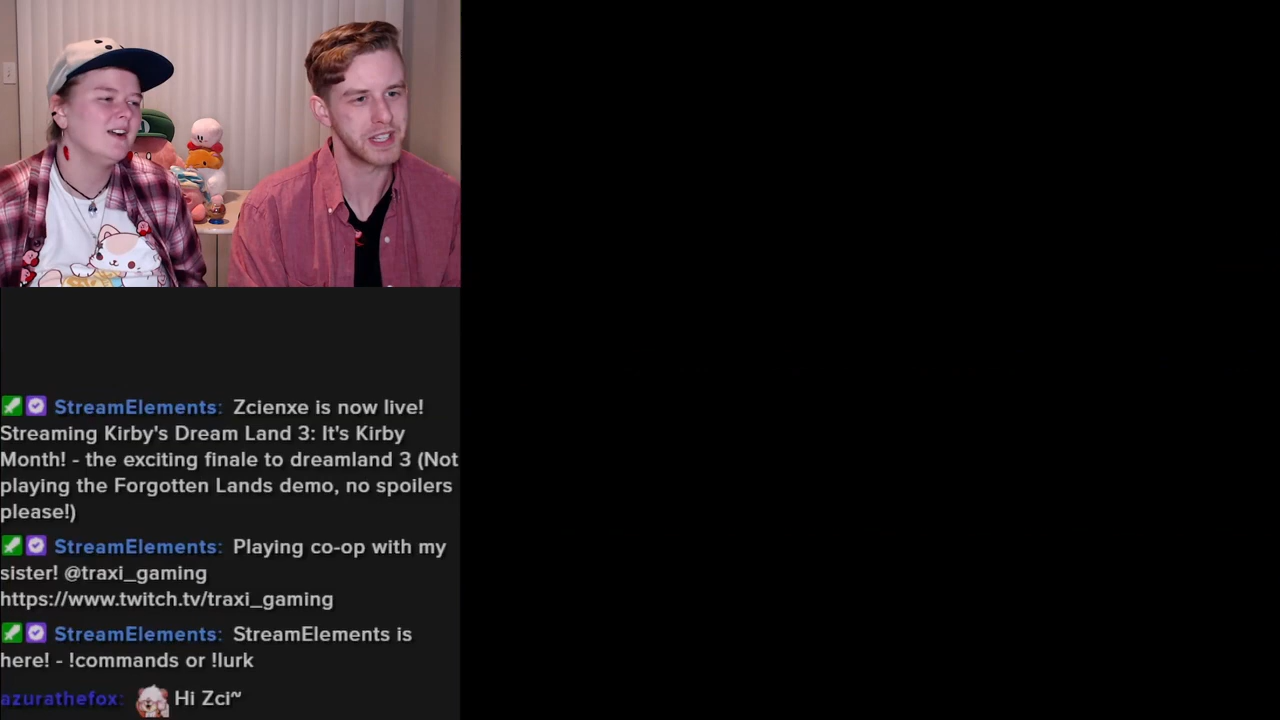 StreamElements: Zcienxe is now live!
Streaming Kirby's Dream Land 3: It's Kirby
Month! - the exciting finale to dreamland 3 (Not
playing the Forgotten Lands demo, no spoilers
please!)
StreamElements: Playing co-op with my
sister! @traxi_gaming
https://www.twitch.tv/traxi_gaming
StreamElements: StreamElements is
here! - !commands or !lurk
azurathefox: Hi Zci~